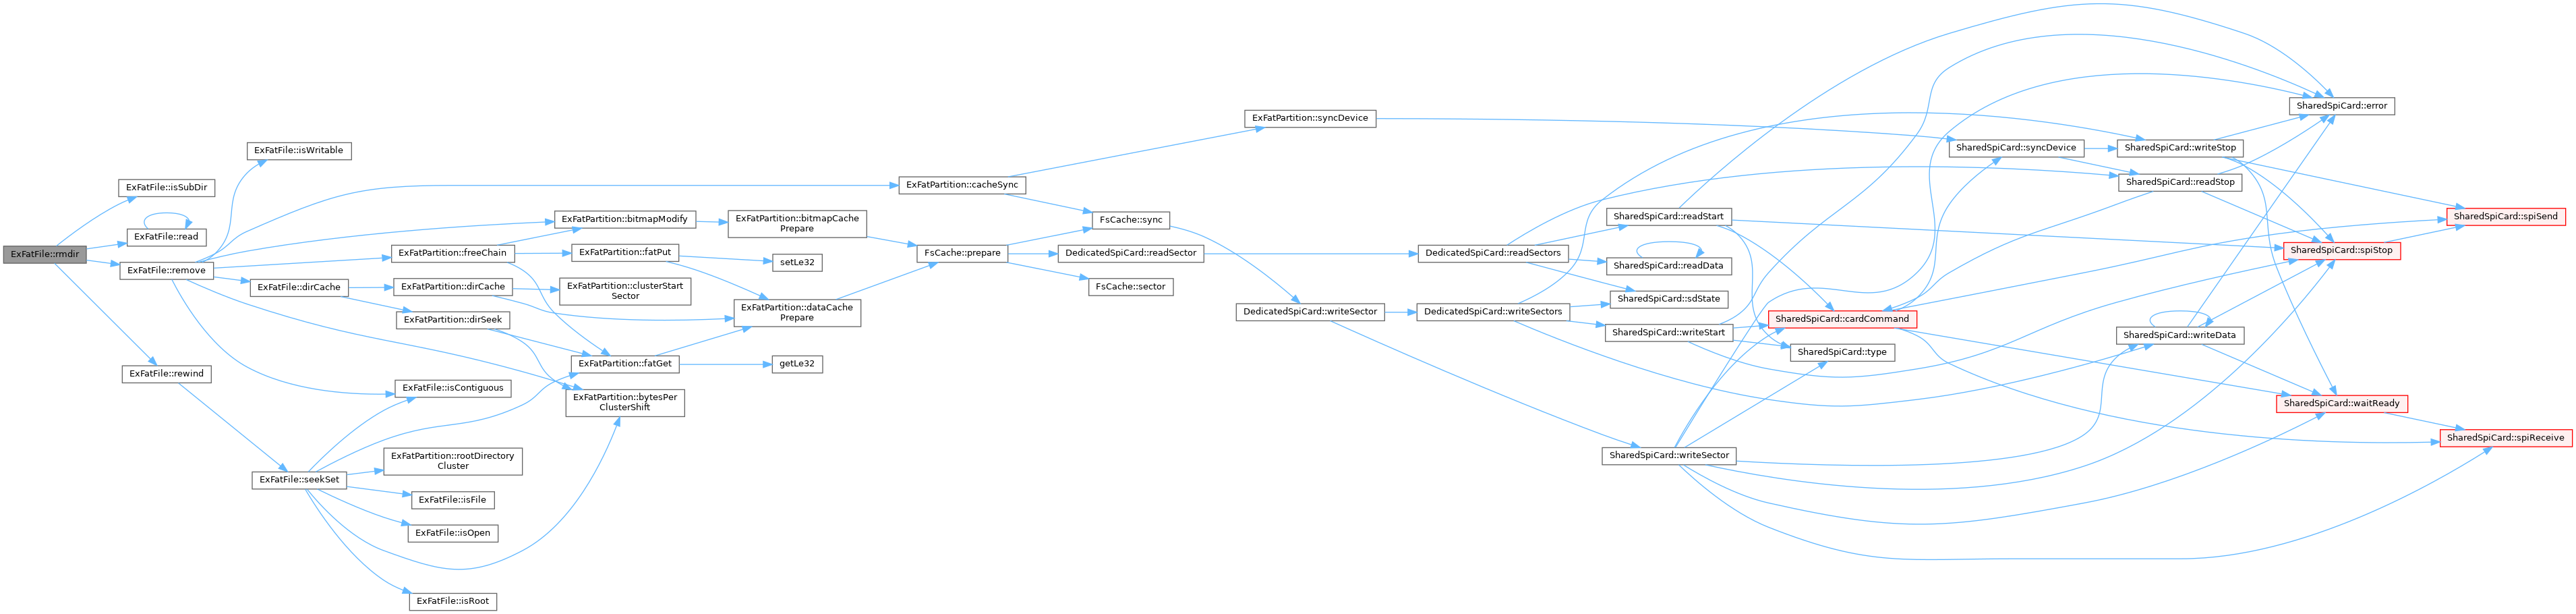 ExFatFile::rmdir
ExFatFile::isSubDir
ExFatFile::read
ExFatFile::remove
ExFatFile::rewind
ExFatFile::isWritable
ExFatFile::dirCache
ExFatFile::seekSet
ExFatPartition::freeChain
ExFatPartition::dirCache
ExFatPartition::dirSeek
ExFatFile::isContiguous
ExFatPartition::rootDirectory
Cluster
ExFatFile::isFile
ExFatFile::isOpen
ExFatFile::isRoot
ExFatPartition::bitmapModify
ExFatPartition::fatPut
ExFatPartition::clusterStart
Sector
ExFatPartition::fatGet
ExFatPartition::bytesPer
ClusterShift
ExFatPartition::bitmapCache
Prepare
setLe32
ExFatPartition::dataCache
Prepare
getLe32
ExFatPartition::cacheSync
FsCache::prepare
FsCache::sync
DedicatedSpiCard::readSector
FsCache::sector
ExFatPartition::syncDevice
DedicatedSpiCard::writeSector
DedicatedSpiCard::readSectors
DedicatedSpiCard::writeSectors
SharedSpiCard::readStart
SharedSpiCard::readData
SharedSpiCard::sdState
SharedSpiCard::writeStart
SharedSpiCard::writeSector
SharedSpiCard::cardCommand
SharedSpiCard::type
SharedSpiCard::syncDevice
SharedSpiCard::writeStop
SharedSpiCard::readStop
SharedSpiCard::writeData
SharedSpiCard::error
SharedSpiCard::spiStop
SharedSpiCard::waitReady
SharedSpiCard::spiSend
SharedSpiCard::spiReceive